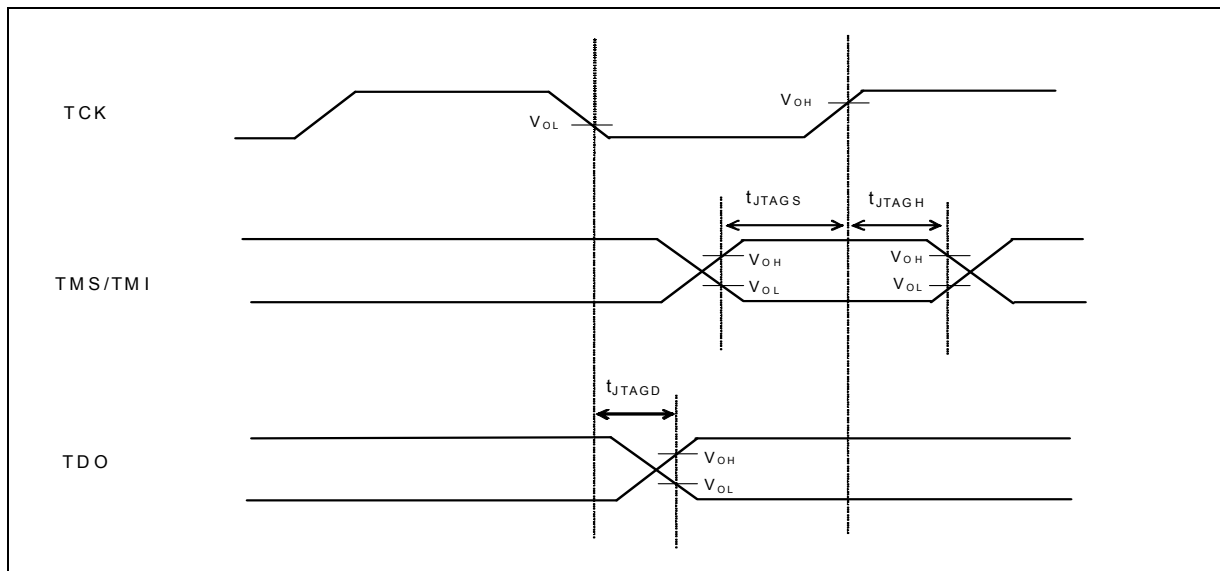 TCK
VOL
VOH
tJTAGS
tJTAGH
TMS/TMI
VOH
VOL
VOH
VOL
tJTAGD
TDO
VOH
VOL